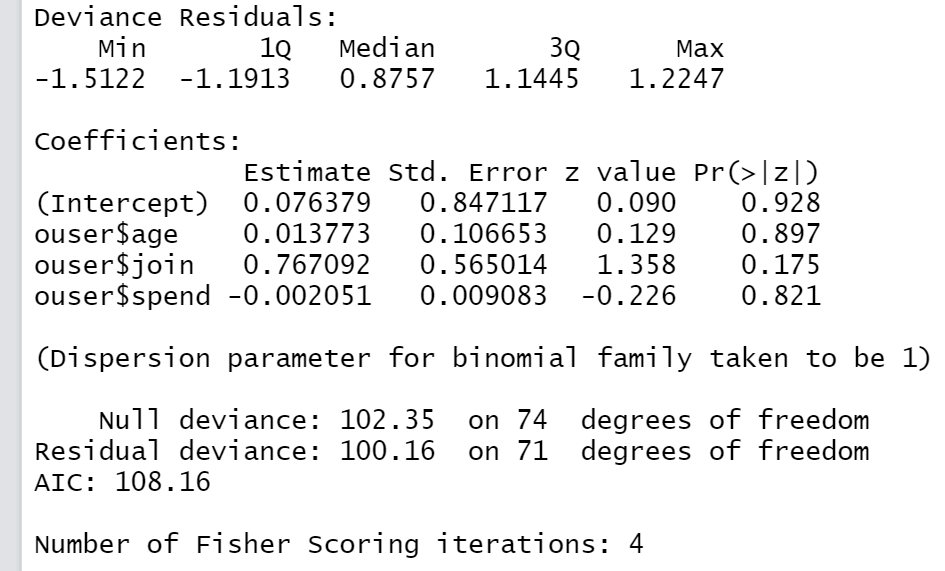 Deviance Residuals:
    Min       1Q   Median       3Q      Max
-1.5122  -1.1913   0.8757   1.1445   1.2247

Coefficients:
             Estimate Std. Error z value Pr(>|z|)
(Intercept)  0.076379   0.847117   0.090    0.928
ouser$age    0.013773   0.106653   0.129    0.897
ouser$join   0.767092   0.565014   1.358    0.175
ouser$spend -0.002051   0.009083  -0.226    0.821

(Dispersion parameter for binomial family taken to be 1)

    Null deviance: 102.35  on 74  degrees of freedom
Residual deviance: 100.16  on 71  degrees of freedom
AIC: 108.16

Number of Fisher Scoring iterations: 4